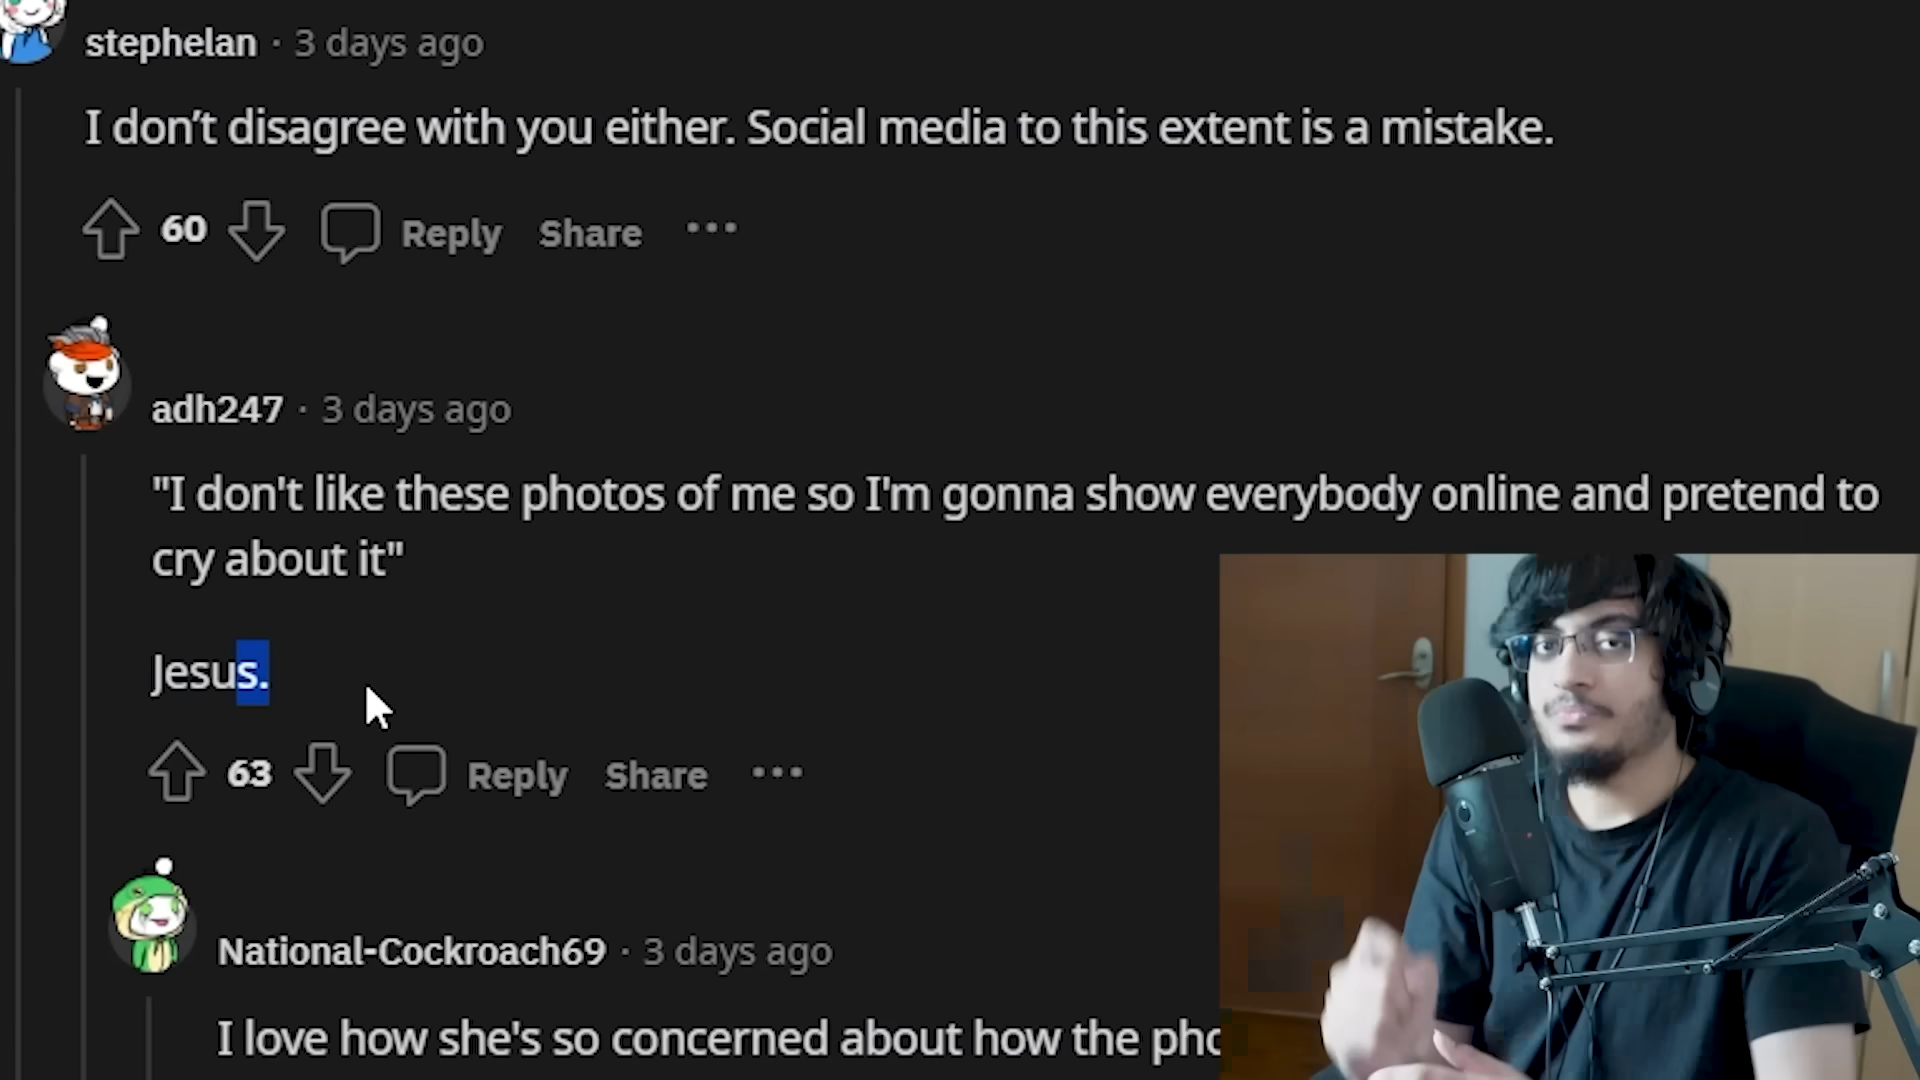 stephelan · 3 days ago
I don’t disagree with you either. Social media to this extent is a mistake.
60 Reply Share ···
adh247 · 3 days ago
"I don't like these photos of me so I'm gonna show everybody online and pretend to
cry about it"
Jesus.
63 Reply Share ···
National-Cockroach69 · 3 days ago
I love how she's so concerned about how the